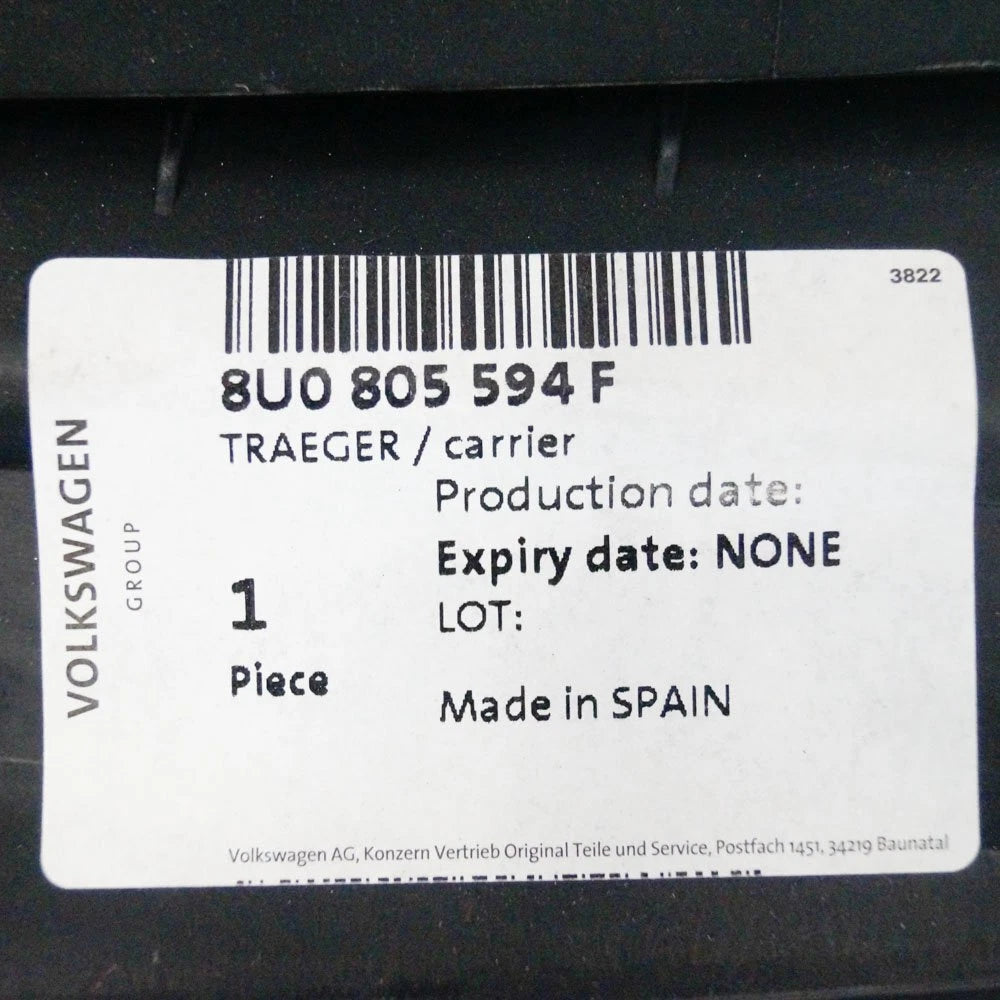 3822
8U0 805 594 F
TRAEGER / carrier
Production date:
Expiry date: NONE
LOT:
1
Piece
Made in SPAIN
VOLKSWAGEN
GROUP
Volkswagen AG, Konzern Vertrieb Original Teile und Service, Postfach 1451, 34219 Baunatal